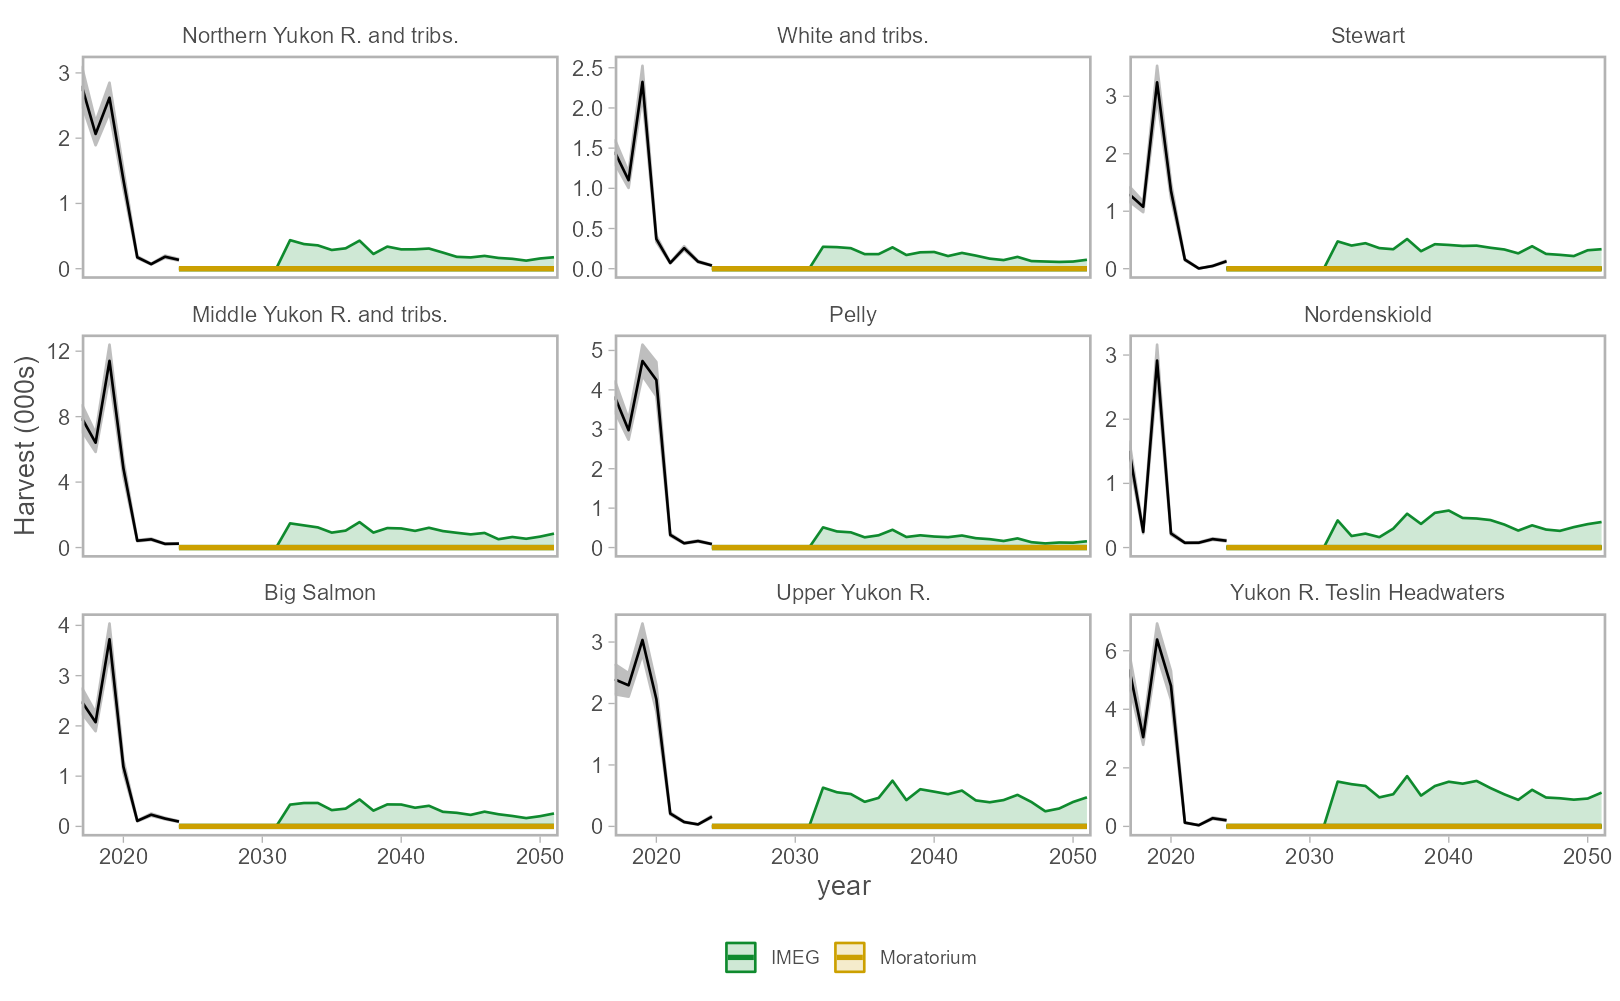 Northern Yukon R. and tribs.
White and tribs.
Stewart
3
2
1
0
2.5
2.0
1.5
1.0
0.5
0.0
3
2
1
0
Middle Yukon R. and tribs.
Pelly
Nordenskiold
Harvest (000s)
12
8
4
0
5
4
3
2
1
0
3
2
1
0
Big Salmon
Upper Yukon R.
Yukon R. Teslin Headwaters
4
3
2
1
0
3
2
1
0
6
4
2
0
2020 2030 2040 2050
2020 2030 2040 2050
2020 2030 2040 2050
year
IMEG Moratorium